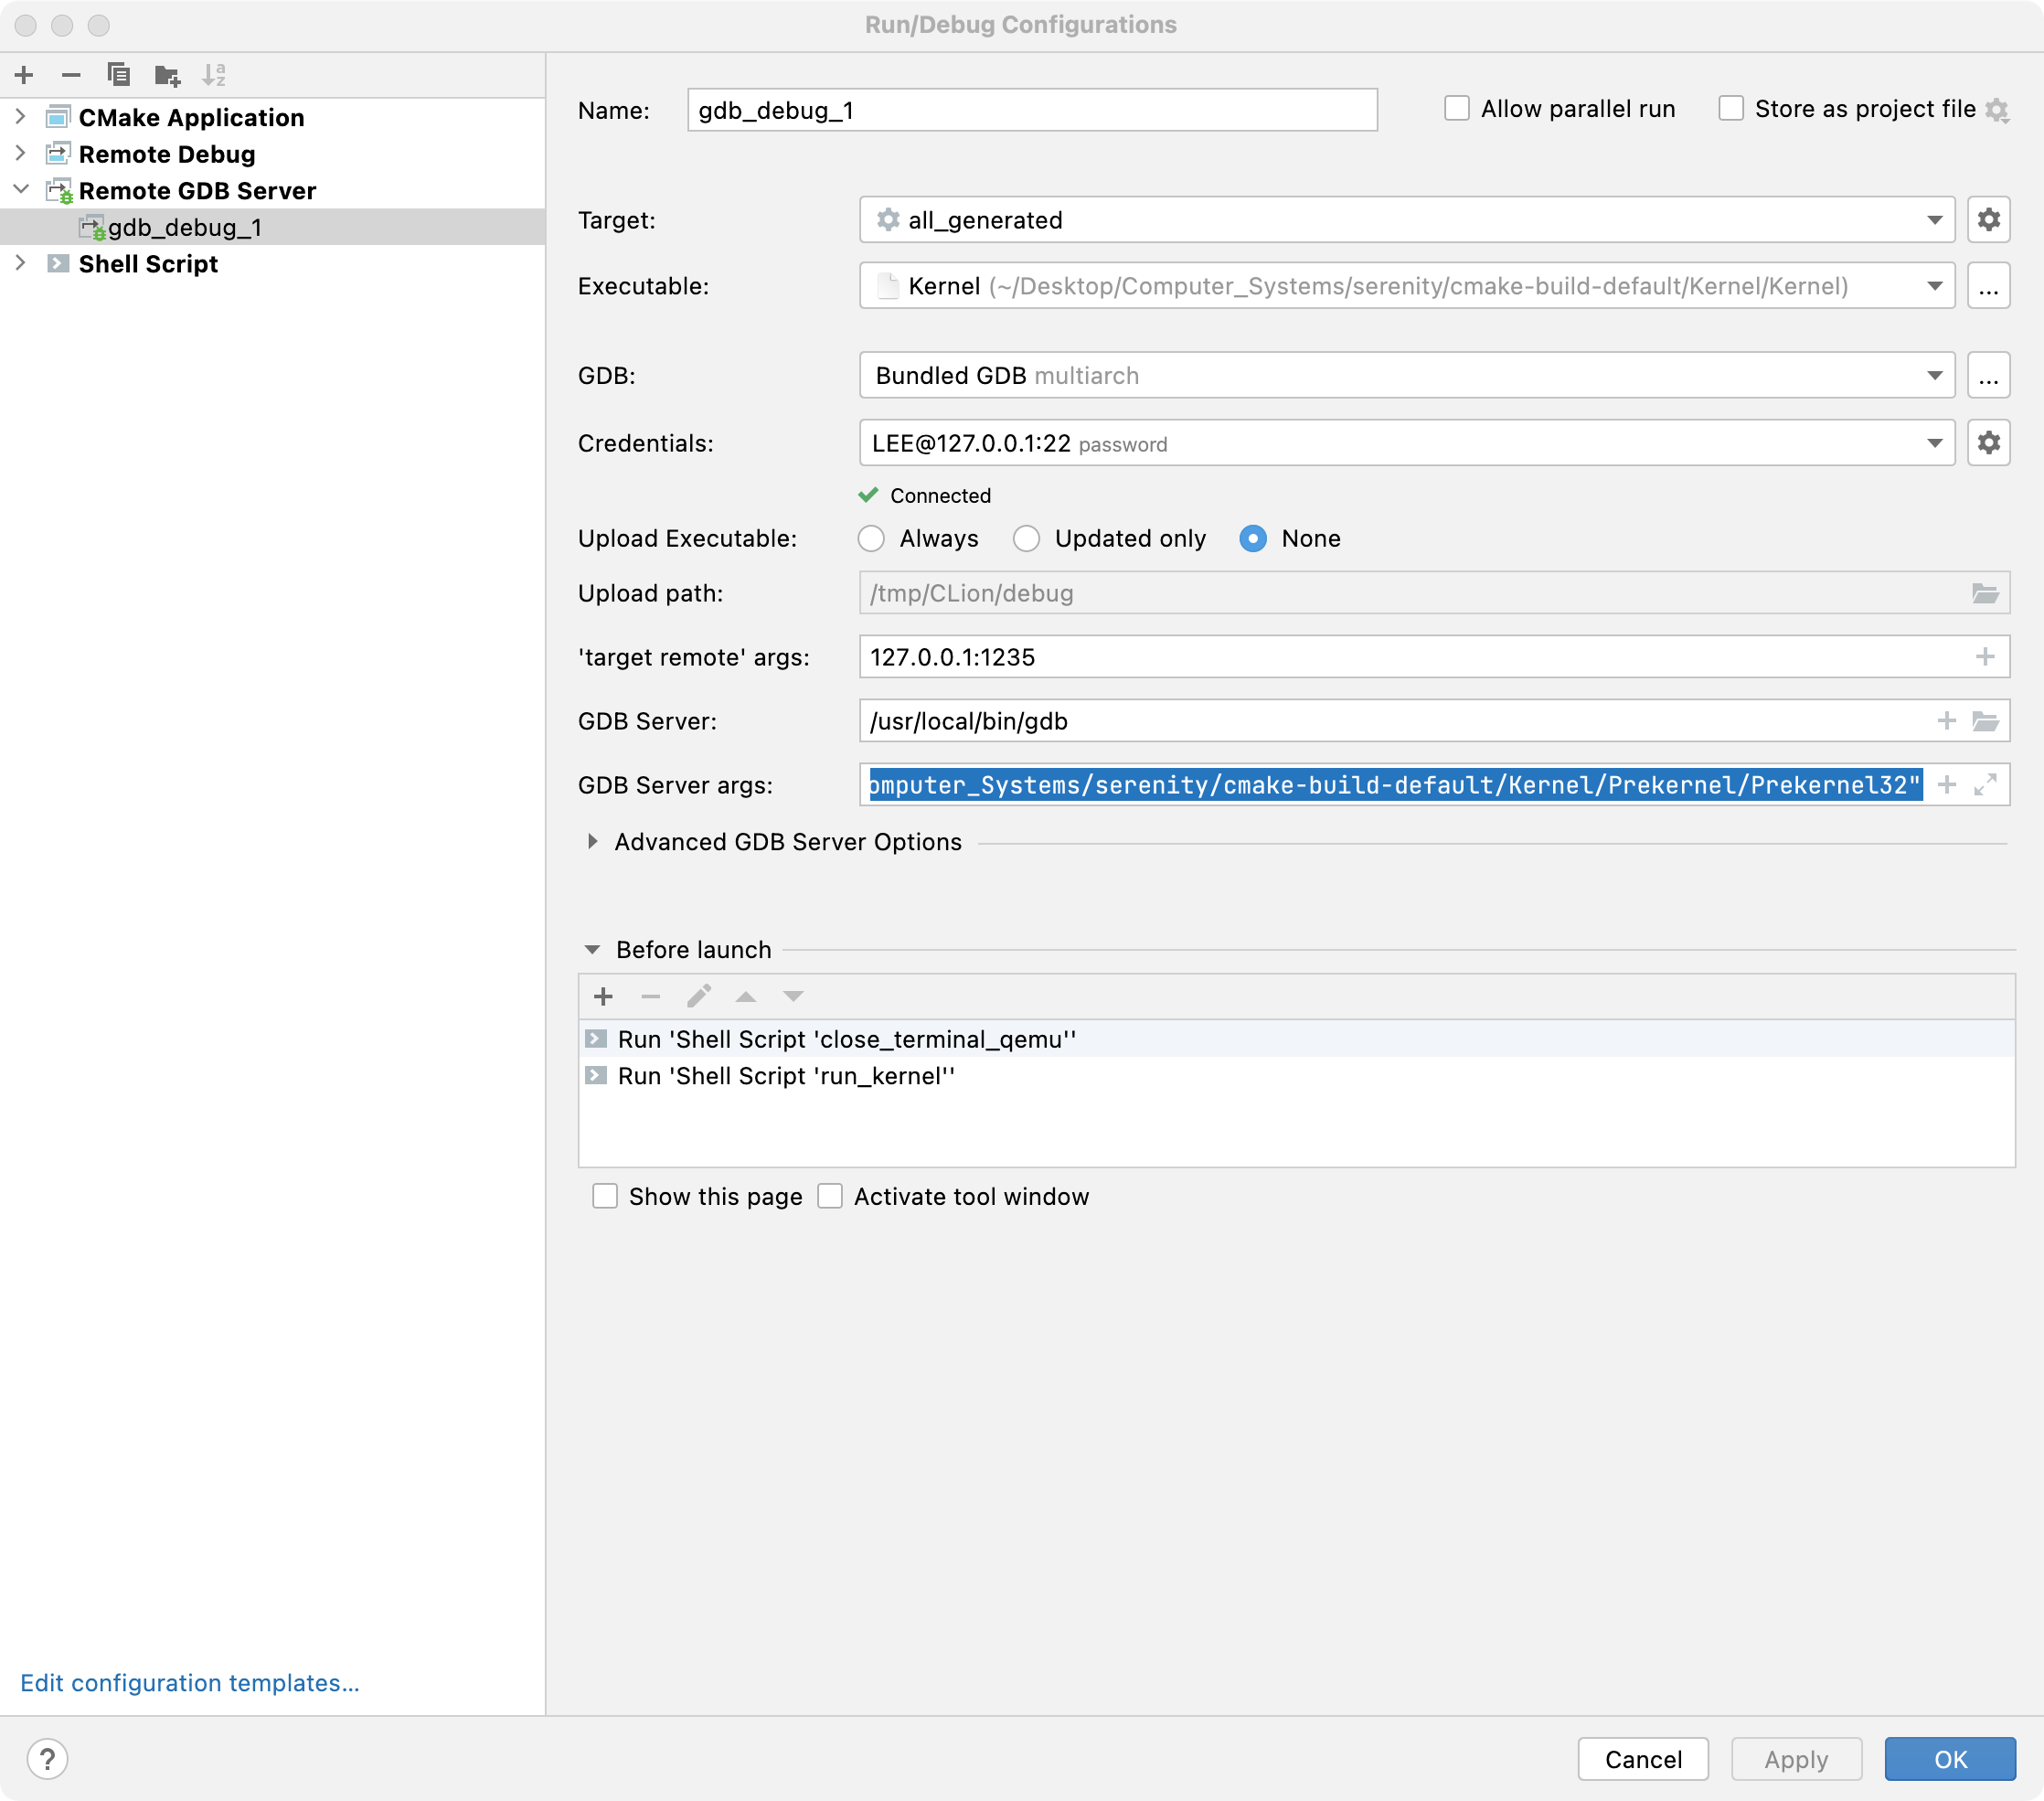 Run/Debug Configurations
CMake Application
Remote Debug
Remote GDB Server
gdb_debug_1
Shell Script
Edit configuration templates...
Name: gdb_debug_1
Allow parallel run
Store as project file
Target: all_generated
Executable: Kernel (~/Desktop/Computer_Systems/serenity/cmake-build-default/Kernel/Kernel) ...
GDB: Bundled GDB multiarch ...
Credentials: LEE@127.0.0.1:22 password
Connected
Upload Executable: Always Updated only None
Upload path: /tmp/CLion/debug
'target remote' args: 127.0.0.1:1235
GDB Server: /usr/local/bin/gdb
GDB Server args: omputer_Systems/serenity/cmake-build-default/Kernel/Prekernel/Prekernel32"
Advanced GDB Server Options
Before launch
Run 'Shell Script 'close_terminal_qemu''
Run 'Shell Script 'run_kernel''
Show this page Activate tool window
? Cancel Apply OK